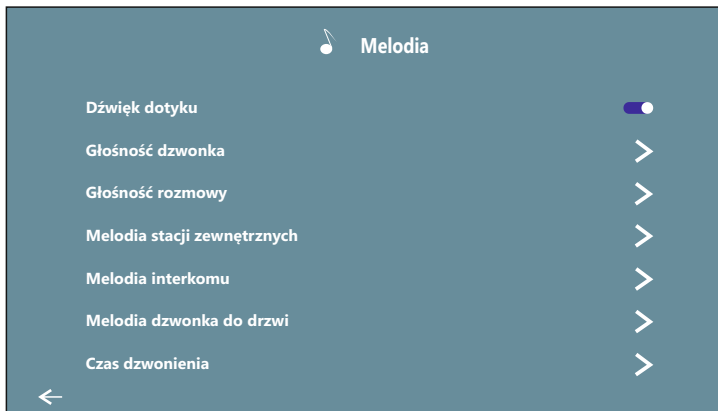 Melodia
Dźwięk dotyku
Głośność dzwonka
Głośność rozmowy
Melodia stacji zewnętrznych
Melodia interkomu
Melodia dzwonka do drzwi
Czas dzwonienia